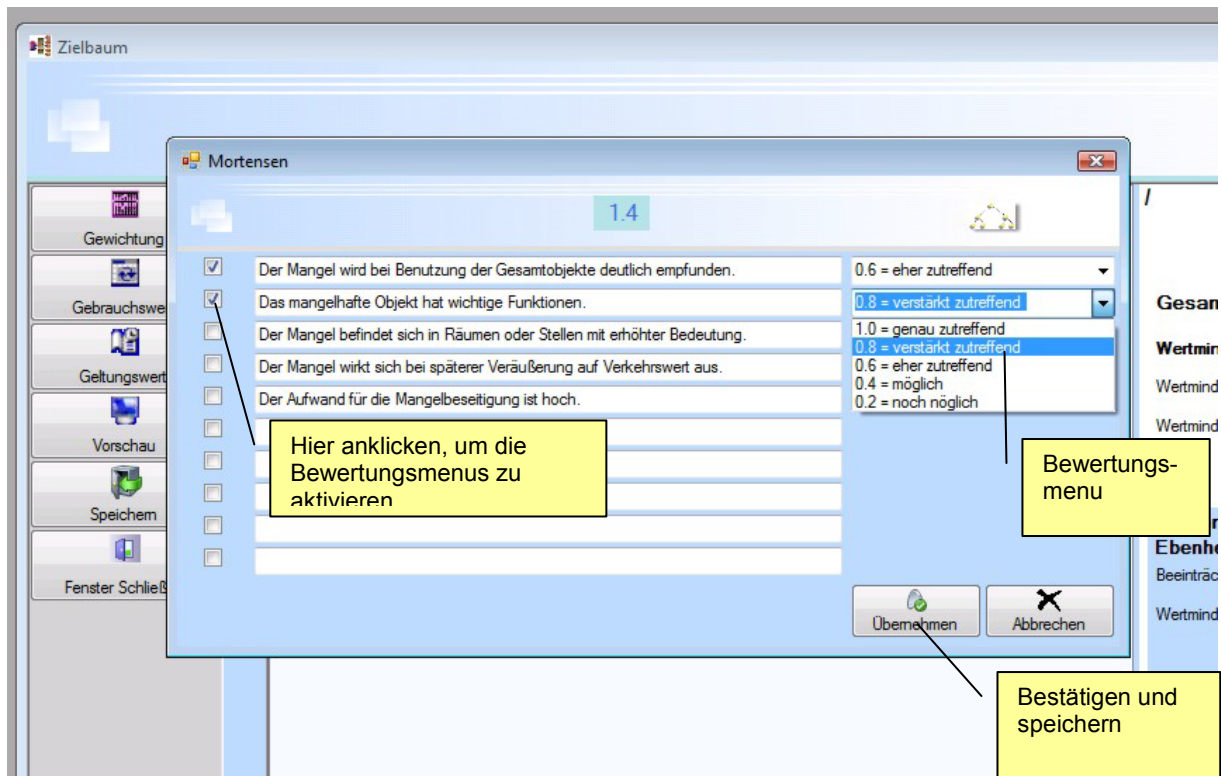 Zielbaum
Mortensen
1.4
Gewichtung
Gebrauchswe
Geltungswert
Vorschau
Speichern
Fenster Schließ
Der Mangel wird bei Benutzung der Gesamtobjekte deutlich empfunden.
0.6 = eher zutreffend
Das mangelhafte Objekt hat wichtige Funktionen.
0.8 = verstärkt zutreffend
Der Mangel befindet sich in Räumen oder Stellen mit erhöhter Bedeutung.
Der Mangel wirkt sich bei späterer Veräußerung auf Verkehrswert aus.
Der Aufwand für die Mangelbeseitigung ist hoch.
1.0 = genau zutreffend
0.8 = verstärkt zutreffend
0.6 = eher zutreffend
0.4 = möglich
0.2 = noch nöglich
Hier anklicken, um die
Bewertungsmenus zu
aktivieren
Bewertungs-
menu
Übernehmen
Abbrechen
Bestätigen und
speichern
/
Gesam
Wertmin
Wertmind
Wertmind
Ebenhe
Beeinträc
Wertmind